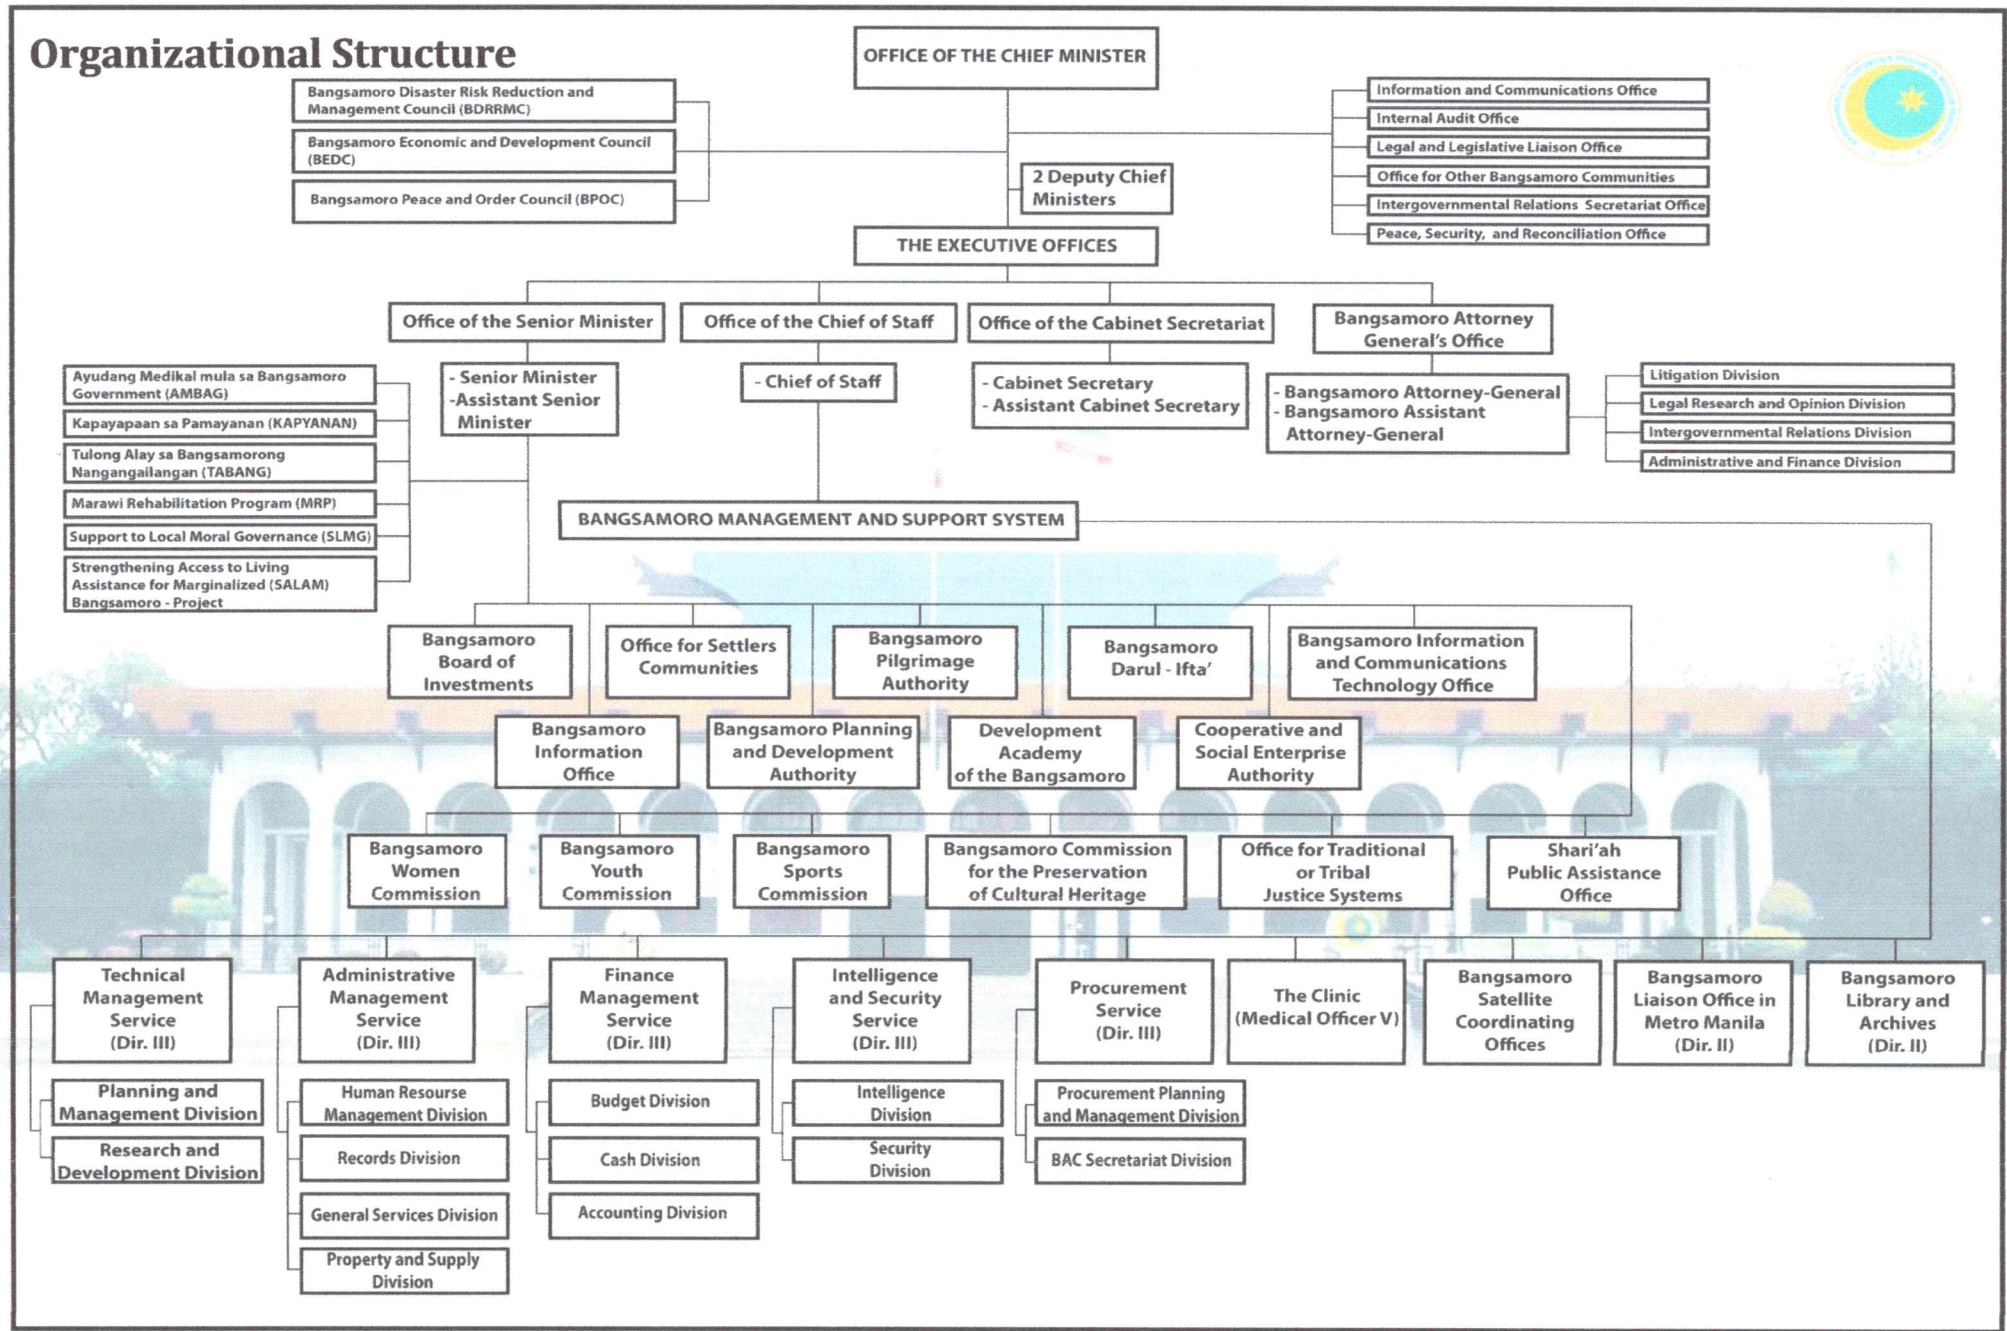 Organizational Structure
OFFICE OF THE CHIEF MINISTER
Bangsamoro Disaster Risk Reduction and
Management Council (BDRRMC)
Bangsamoro Economic and Development Council
(BEDC)
Bangsamoro Peace and Order Council (BPOC)
Information and Communications Office
Internal Audit Office
Legal and Legislative Liaison Office
Office for Other Bangsamoro Communities
Intergovernmental Relations Secretariat Office
Peace, Security, and Reconciliation Office
2 Deputy Chief
Ministers
THE EXECUTIVE OFFICES
Office of the Senior Minister
Office of the Chief of Staff
Office of the Cabinet Secretariat
Bangsamoro Attorney
General's Office
- Senior Minister
-Assistant Senior
Minister
- Chief of Staff
- Cabinet Secretary
- Assistant Cabinet Secretary
- Bangsamoro Attorney-General
- Bangsamoro Assistant
Attorney-General
Litigation Division
Legal Research and Opinion Division
Intergovernmental Relations Division
Administrative and Finance Division
Ayudang Medikal mula sa Bangsamoro
Government (AMBAG)
Kapayapaan sa Pamayanan (KAPYANAN)
Tulong Alay sa Bangsamorong
Nangangailangan (TABANG)
Marawi Rehabilitation Program (MRP)
Support to Local Moral Governance (SLMG)
Strengthening Access to Living
Assistance for Marginalized (SALAM)
Bangsamoro - Project
BANGSAMORO MANAGEMENT AND SUPPORT SYSTEM
Bangsamoro
Board of
Investments
Office for Settlers
Communities
Bangsamoro
Pilgrimage
Authority
Bangsamoro
Darul - Ifta'
Bangsamoro Information
and Communications
Technology Office
Bangsamoro
Information
Office
Bangsamoro Planning
and Development
Authority
Development
Academy
of the Bangsamoro
Cooperative and
Social Enterprise
Authority
Bangsamoro
Women
Commission
Bangsamoro
Youth
Commission
Bangsamoro
Sports
Commission
Bangsamoro Commission
for the Preservation
of Cultural Heritage
Office for Traditional
or Tribal
Justice Systems
Shari'ah
Public Assistance
Office
Technical
Management
Service
(Dir. III)
Administrative
Management
Service
(Dir. III)
Finance
Management
Service
(Dir. III)
Intelligence
and Security
Service
(Dir. III)
Procurement
Service
(Dir. III)
The Clinic
(Medical Officer V)
Bangsamoro
Satellite
Coordinating
Offices
Bangsamoro
Liaison Office in
Metro Manila
(Dir. II)
Bangsamoro
Library and
Archives
(Dir. II)
Planning and
Management Division
Research and
Development Division
Human Resourse
Management Division
Records Division
General Services Division
Property and Supply
Division
Budget Division
Cash Division
Accounting Division
Intelligence
Division
Security
Division
Procurement Planning
and Management Division
BAC Secretariat Division